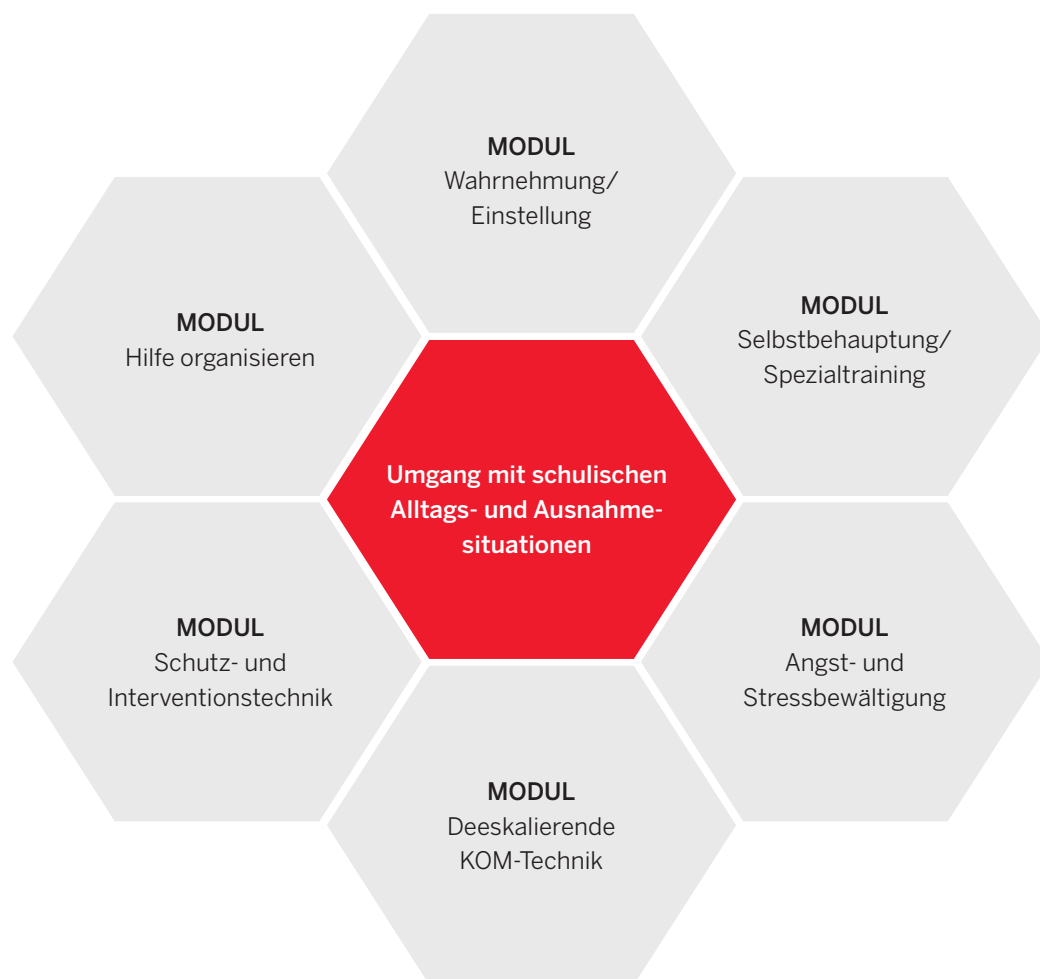 MODUL
Wahrnehmung/
Einstellung
MODUL
Selbstbehauptung/
Spezialtraining
MODUL
Hilfe organisieren
Umgang mit schulischen
Alltags- und Ausnahme-
situationen
MODUL
Schutz- und
Interventionstechnik
MODUL
Angst- und
Stressbewältigung
MODUL
Deeskalierende
KOM-Technik